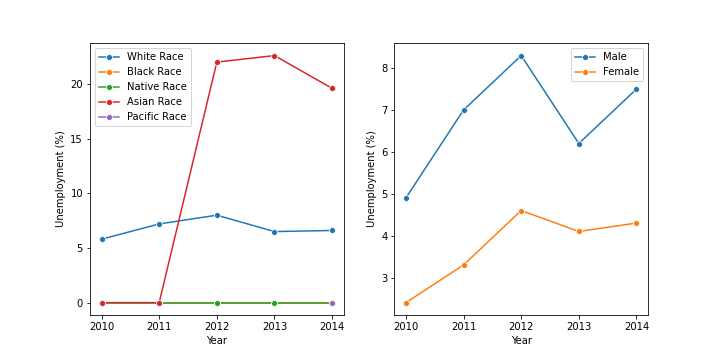 White Race
Black Race
Native Race
Asian Race
Pacific Race
Unemployment (%)
20
15
10
5
0
2010 2011 2012 2013 2014
Year
Male
Female
Unemployment (%)
8
7
6
5
4
3
2010 2011 2012 2013 2014
Year